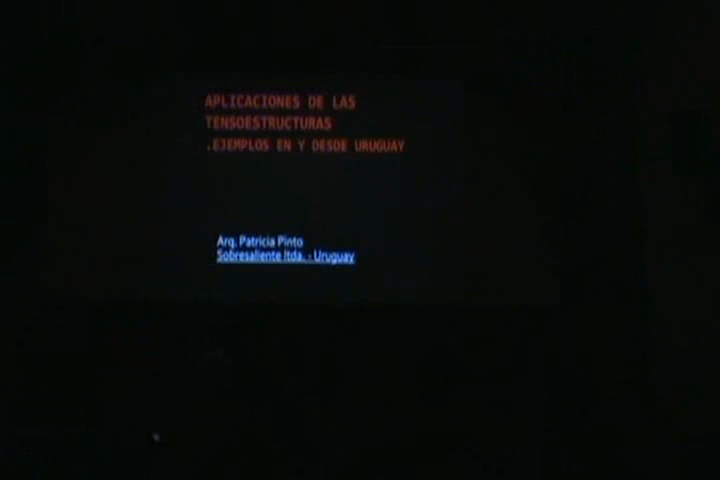 APLICACIONES DE LAS
TENSOESTRUCTURAS
.EJEMPLOS EN Y DESDE URUGUAY
Arq. Patricia Pinto
Sobresaliente ltda. - Uruguay